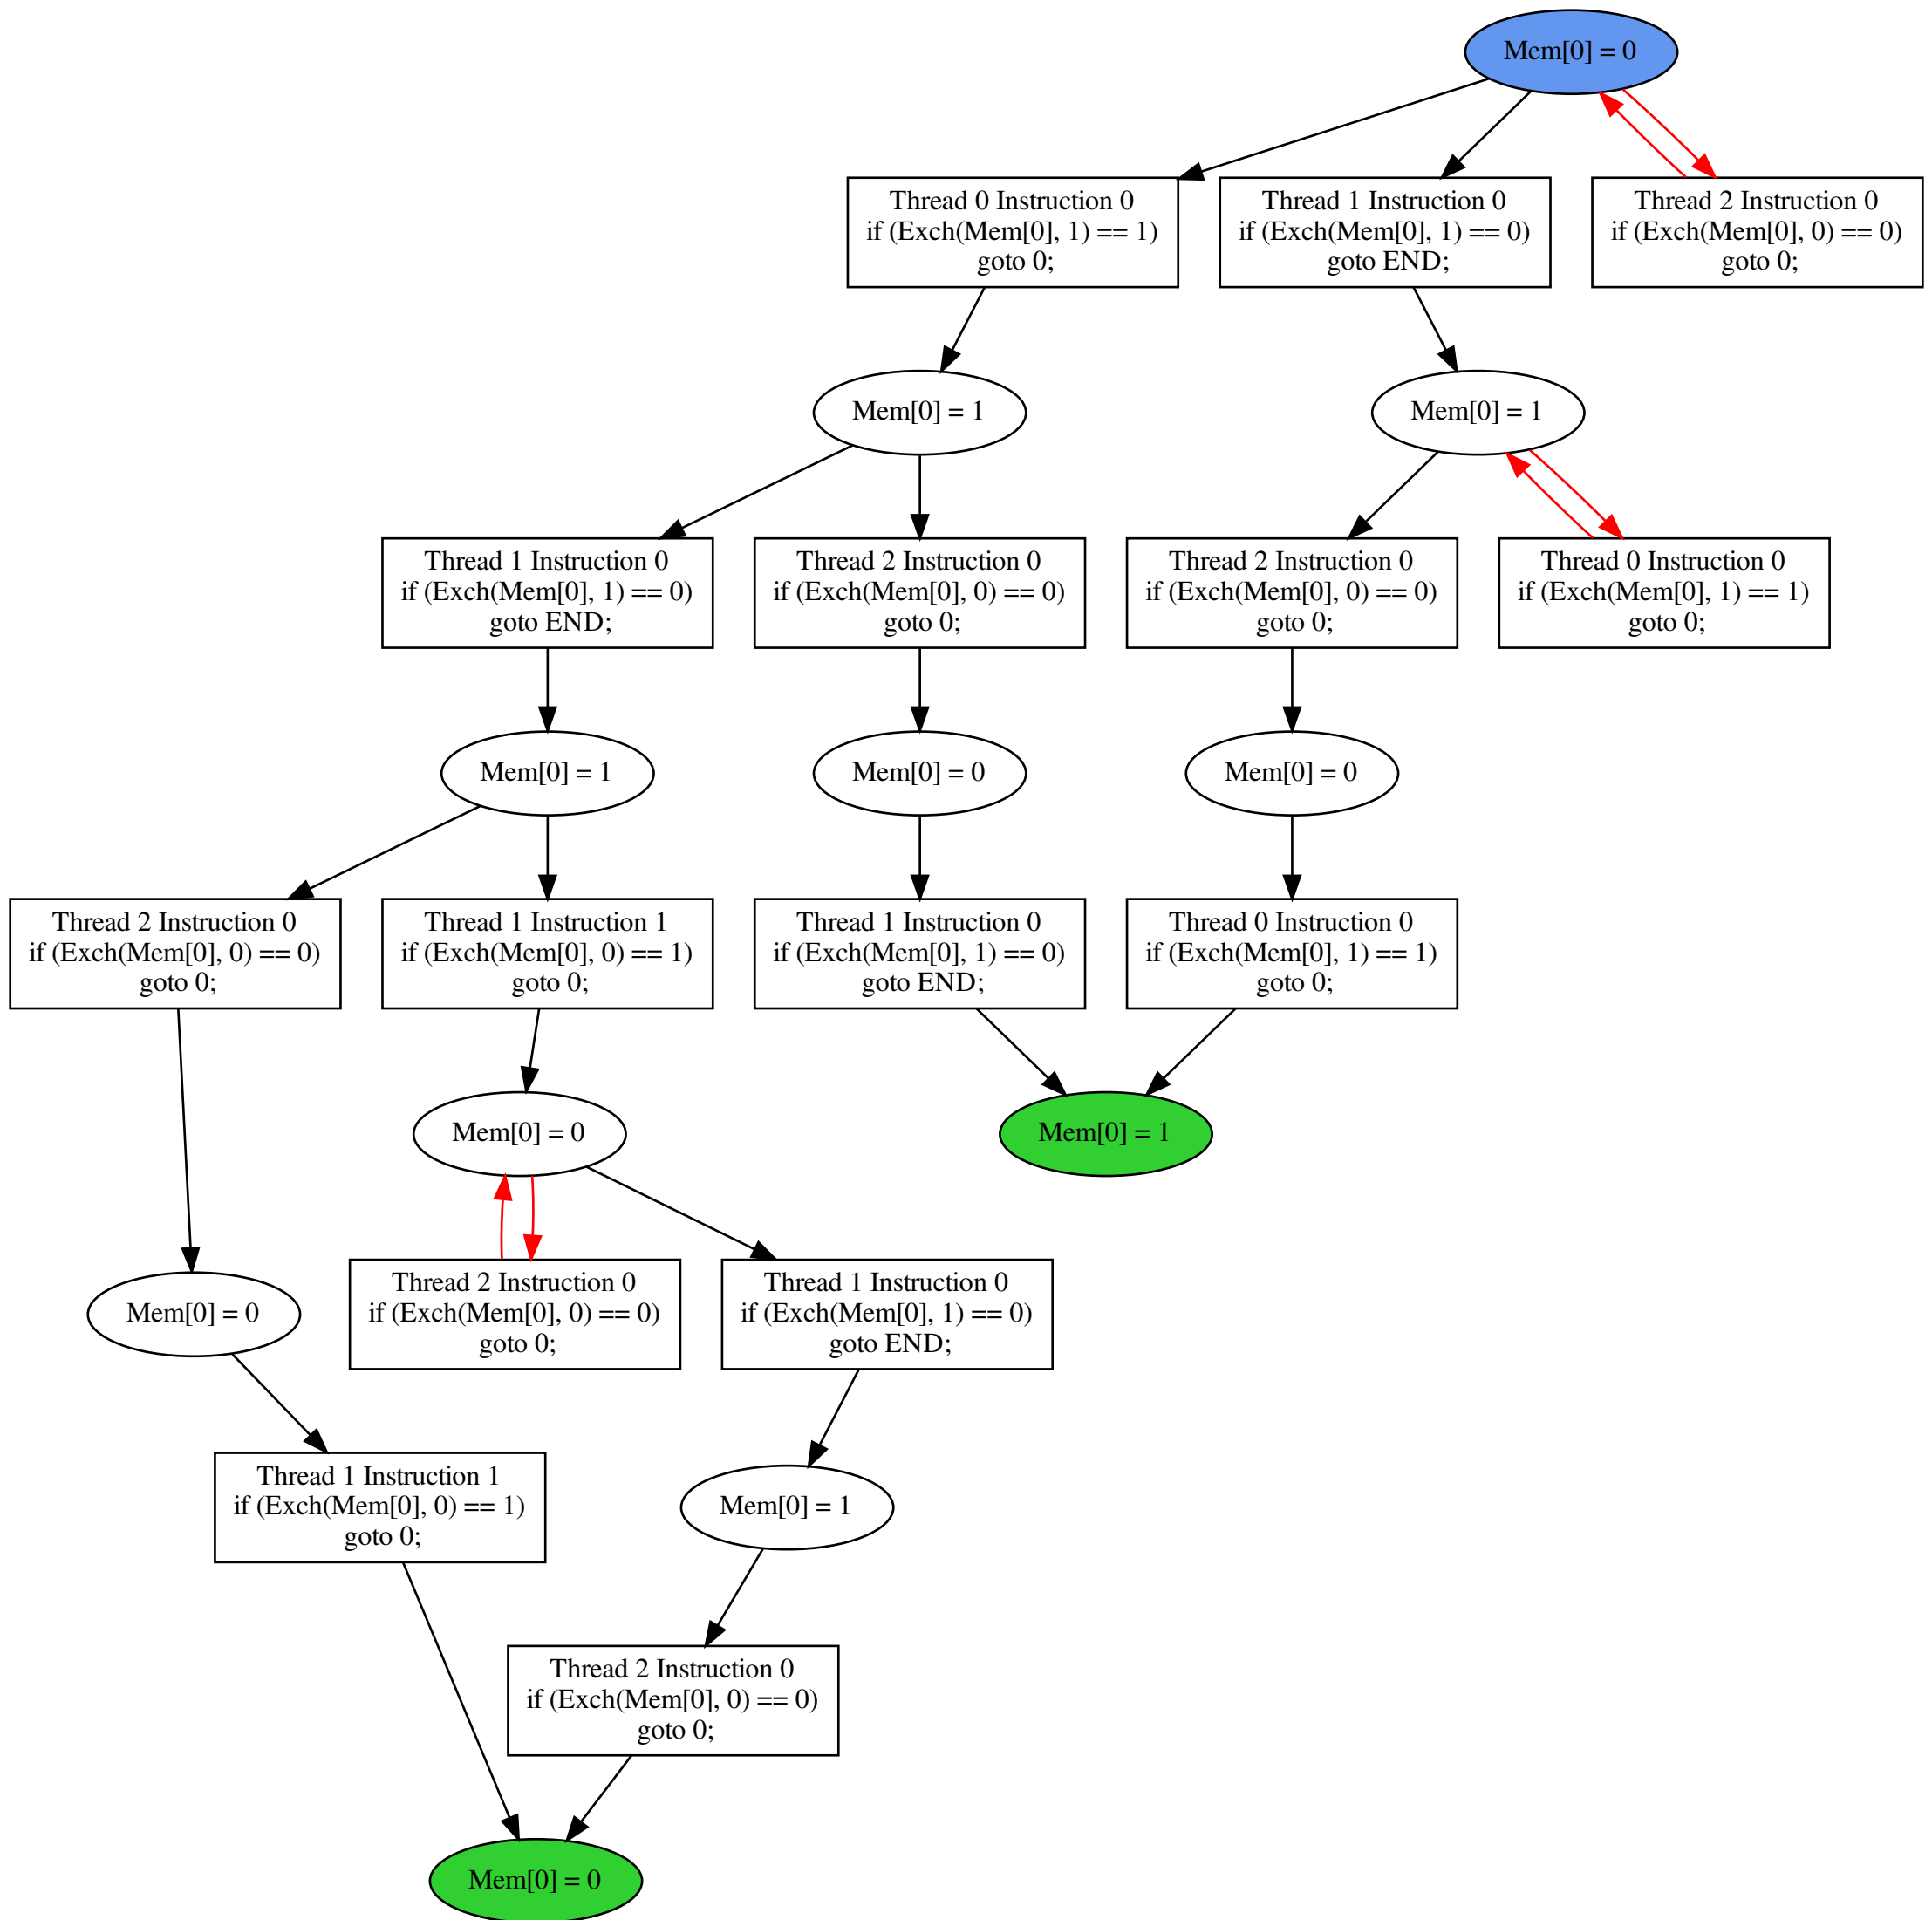 Mem[0] = 0
Thread 0 Instruction 0
if (Exch(Mem[0], 1) == 1)
goto 0;
Thread 1 Instruction 0
if (Exch(Mem[0], 1) == 0)
goto END;
Thread 2 Instruction 0
if (Exch(Mem[0], 0) == 0)
goto 0;
Mem[0] = 1
Mem[0] = 1
Thread 1 Instruction 0
if (Exch(Mem[0], 1) == 0)
goto END;
Thread 2 Instruction 0
if (Exch(Mem[0], 0) == 0)
goto 0;
Thread 2 Instruction 0
if (Exch(Mem[0], 0) == 0)
goto 0;
Thread 0 Instruction 0
if (Exch(Mem[0], 1) == 1)
goto 0;
Mem[0] = 1
Mem[0] = 0
Mem[0] = 0
Thread 2 Instruction 0
if (Exch(Mem[0], 0) == 0)
goto 0;
Thread 1 Instruction 1
if (Exch(Mem[0], 0) == 1)
goto 0;
Thread 1 Instruction 0
if (Exch(Mem[0], 1) == 0)
goto END;
Thread 0 Instruction 0
if (Exch(Mem[0], 1) == 1)
goto 0;
Mem[0] = 0
Mem[0] = 1
Mem[0] = 0
Thread 2 Instruction 0
if (Exch(Mem[0], 0) == 0)
goto 0;
Thread 1 Instruction 0
if (Exch(Mem[0], 1) == 0)
goto END;
Thread 1 Instruction 1
if (Exch(Mem[0], 0) == 1)
goto 0;
Mem[0] = 1
Thread 2 Instruction 0
if (Exch(Mem[0], 0) == 0)
goto 0;
Mem[0] = 0